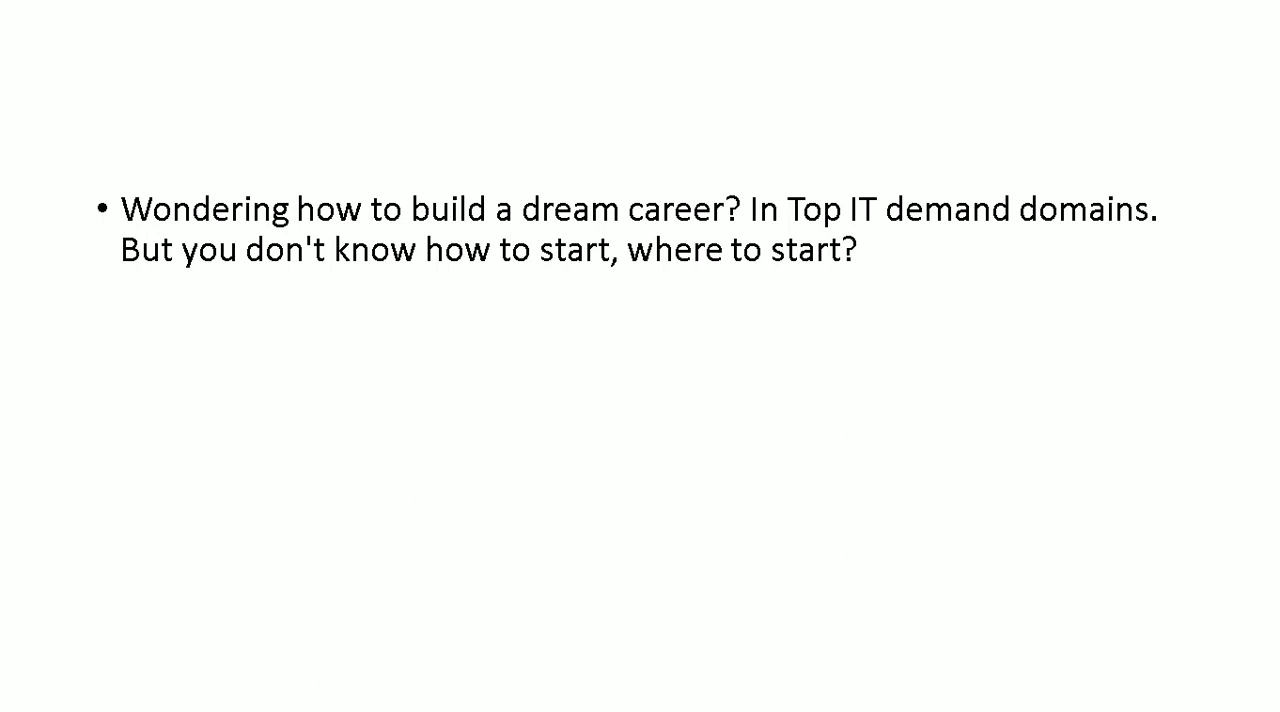 • Wondering how to build a dream career? In Top IT demand domains.
But you don't know how to start, where to start?